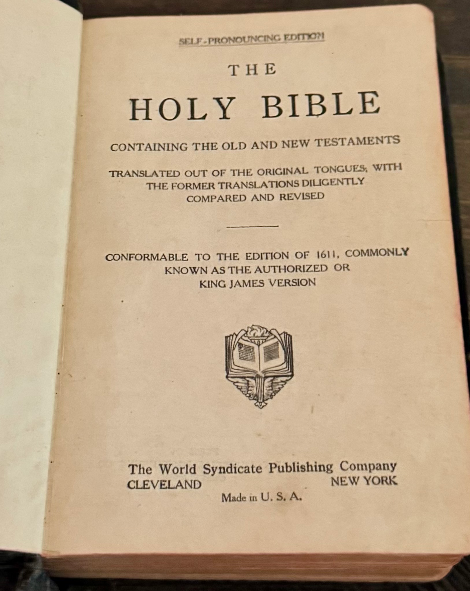 SELF-PRONOUNCING EDITION
THE
HOLY BIBLE
CONTAINING THE OLD AND NEW TESTAMENTS
TRANSLATED OUT OF THE ORIGINAL TONGUES; WITH
THE FORMER TRANSLATIONS DILIGENTLY
COMPARED AND REVISED
CONFORMABLE TO THE EDITION OF 1611, COMMONLY
KNOWN AS THE AUTHORIZED OR
KING JAMES VERSION
The World Syndicate Publishing Company
CLEVELAND NEW YORK
Made in U. S. A.